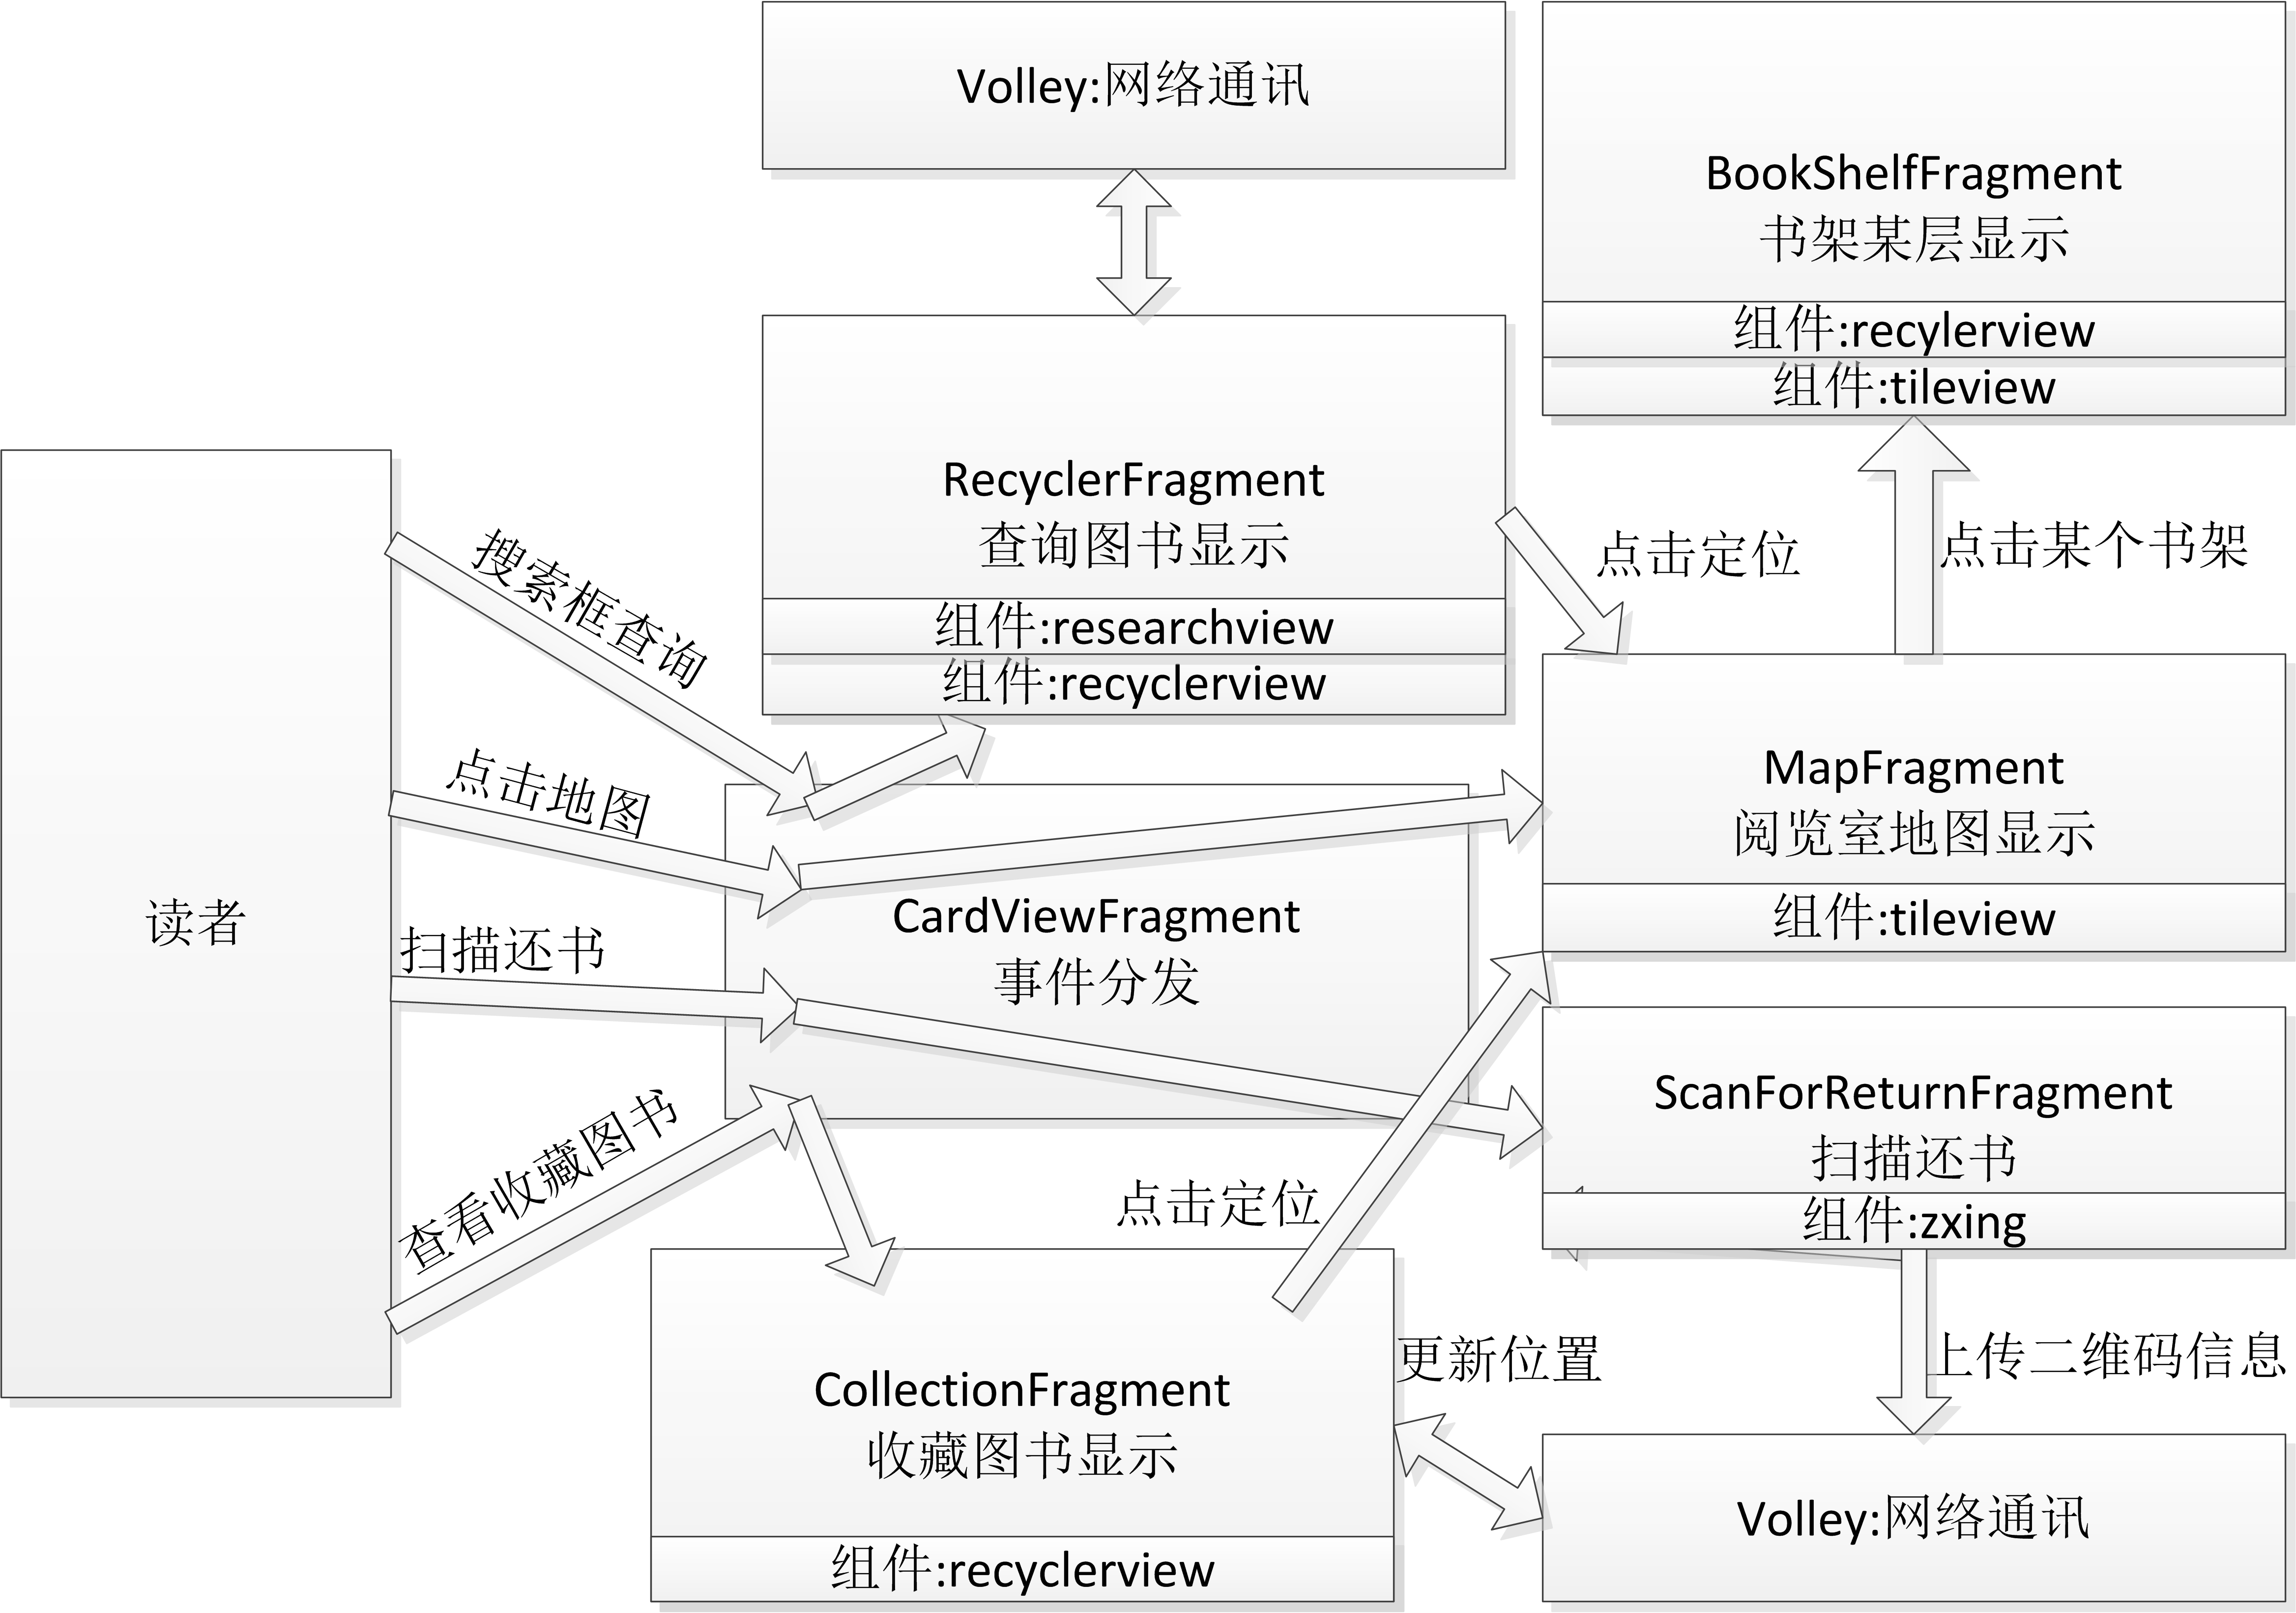 Volley:网络通讯
BookShelfFragment
书架某层显示
组件:recylerview
组件:tileview
RecyclerFragment
查询图书显示
组件:researchview
组件:recyclerview
点击定位
点击某个书架
搜索框查询
点击地图
扫描还书
查看收藏图书
读者
CardViewFragment
事件分发
MapFragment
阅览室地图显示
组件:tileview
ScanForReturnFragment
扫描还书
组件:zxing
点击定位
更新位置
上传二维码信息
CollectionFragment
收藏图书显示
组件:recyclerview
Volley:网络通讯